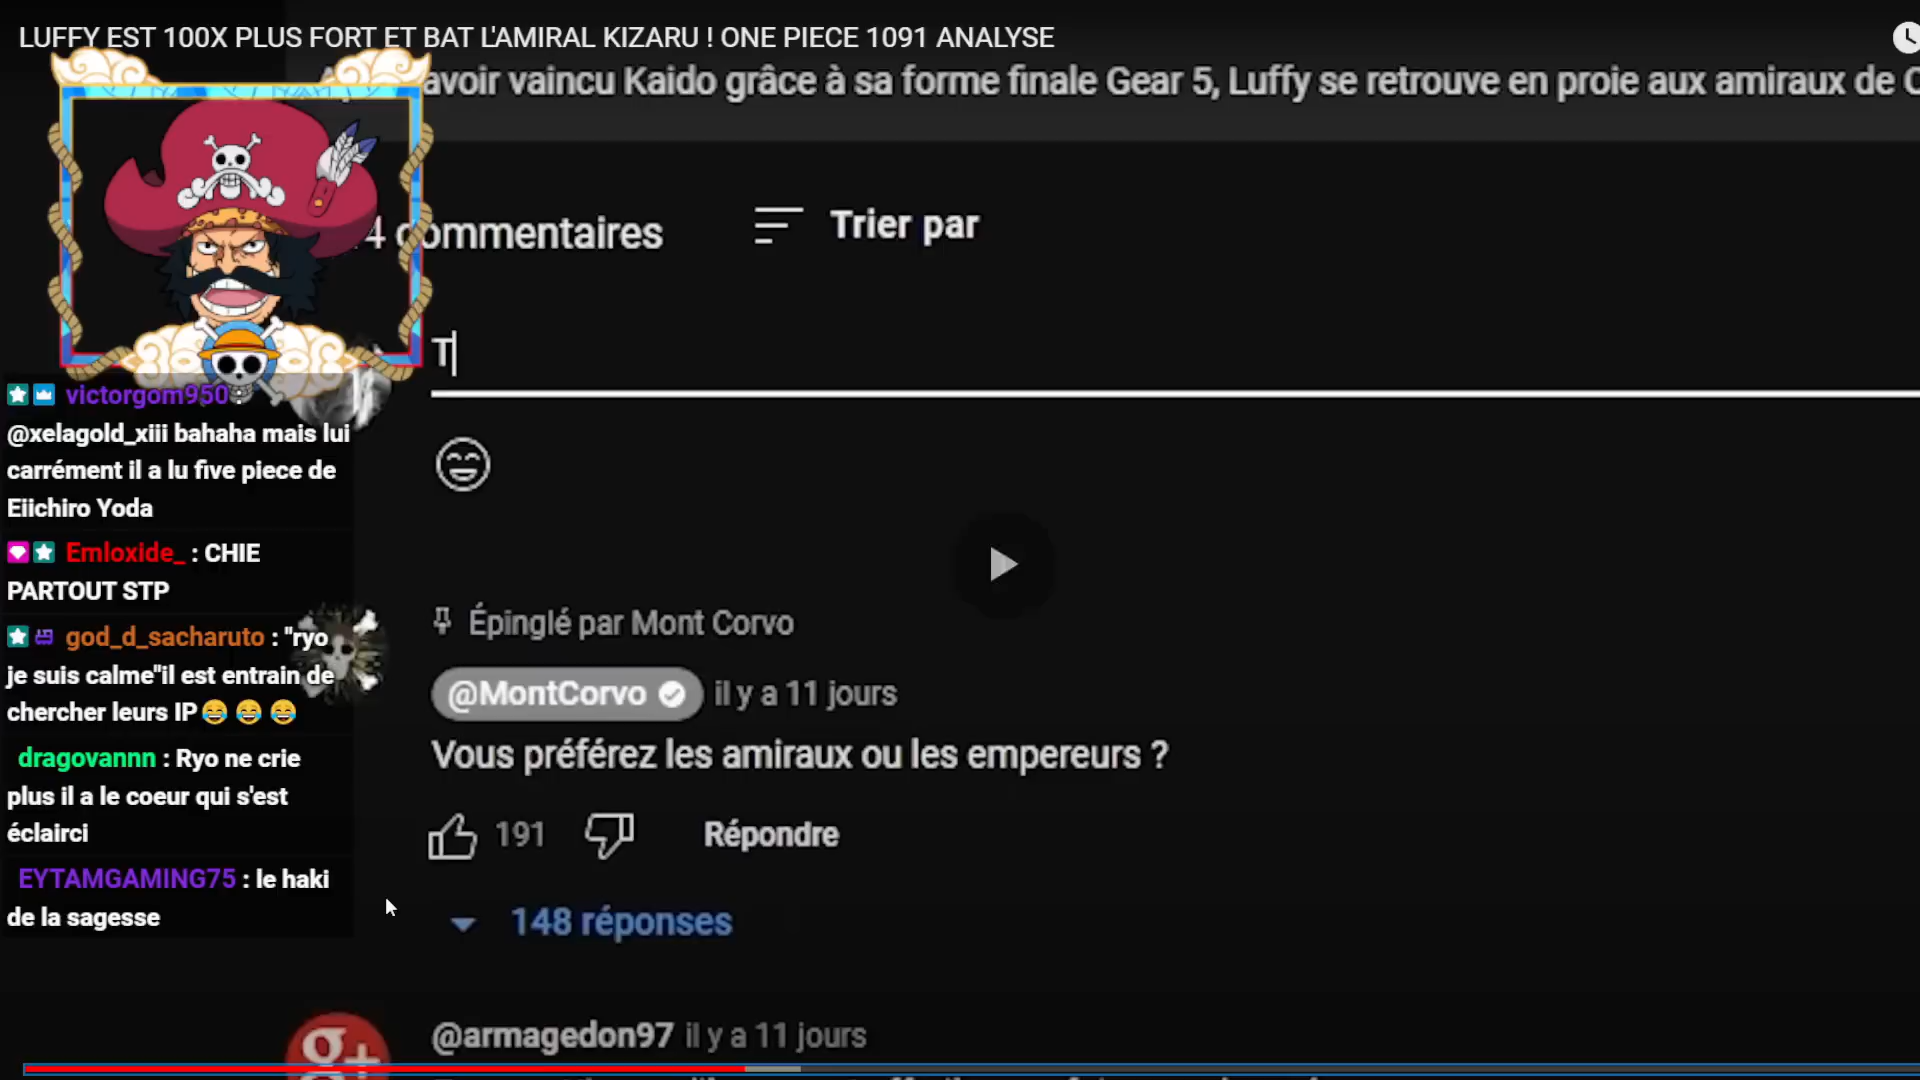 LUFFY EST 100X PLUS FORT ET BAT L'AMIRAL KIZARU ! ONE PIECE 1091 ANALYSE
avoir vaincu Kaido grâce à sa forme finale Gear 5, Luffy se retrouve en proie aux amiraux de
4 commentaires
Trier par
T
victorgom950 :
@xelagold_xiii bahaha mais lui
carrément il a lu five piece de
Eiichiro Yoda
Emloxide_ : CHIE
PARTOUT STP
god_d_sacharuto : "ryo
je suis calme"il est entrain de
chercher leurs IP😂 😂 😂
dragovannn : Ryo ne crie
plus il a le coeur qui s'est
éclairci
EYTAMGAMING75 : le haki
de la sagesse
Épinglé par Mont Corvo
@MontCorvo il y a 11 jours
Vous préférez les amiraux ou les empereurs ?
191
Répondre
148 réponses
g+
@armagedon97 il y a 11 jours